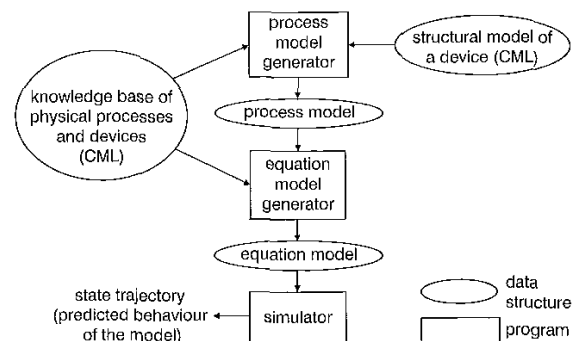 process
model
generator
structural model of
a device (CML)
knowledge base of
physical processes
and devices
(CML)
process model
equation
model
generator
equation model
state trajectory
(predicted behaviour
of the model)
simulator
data
structure
program